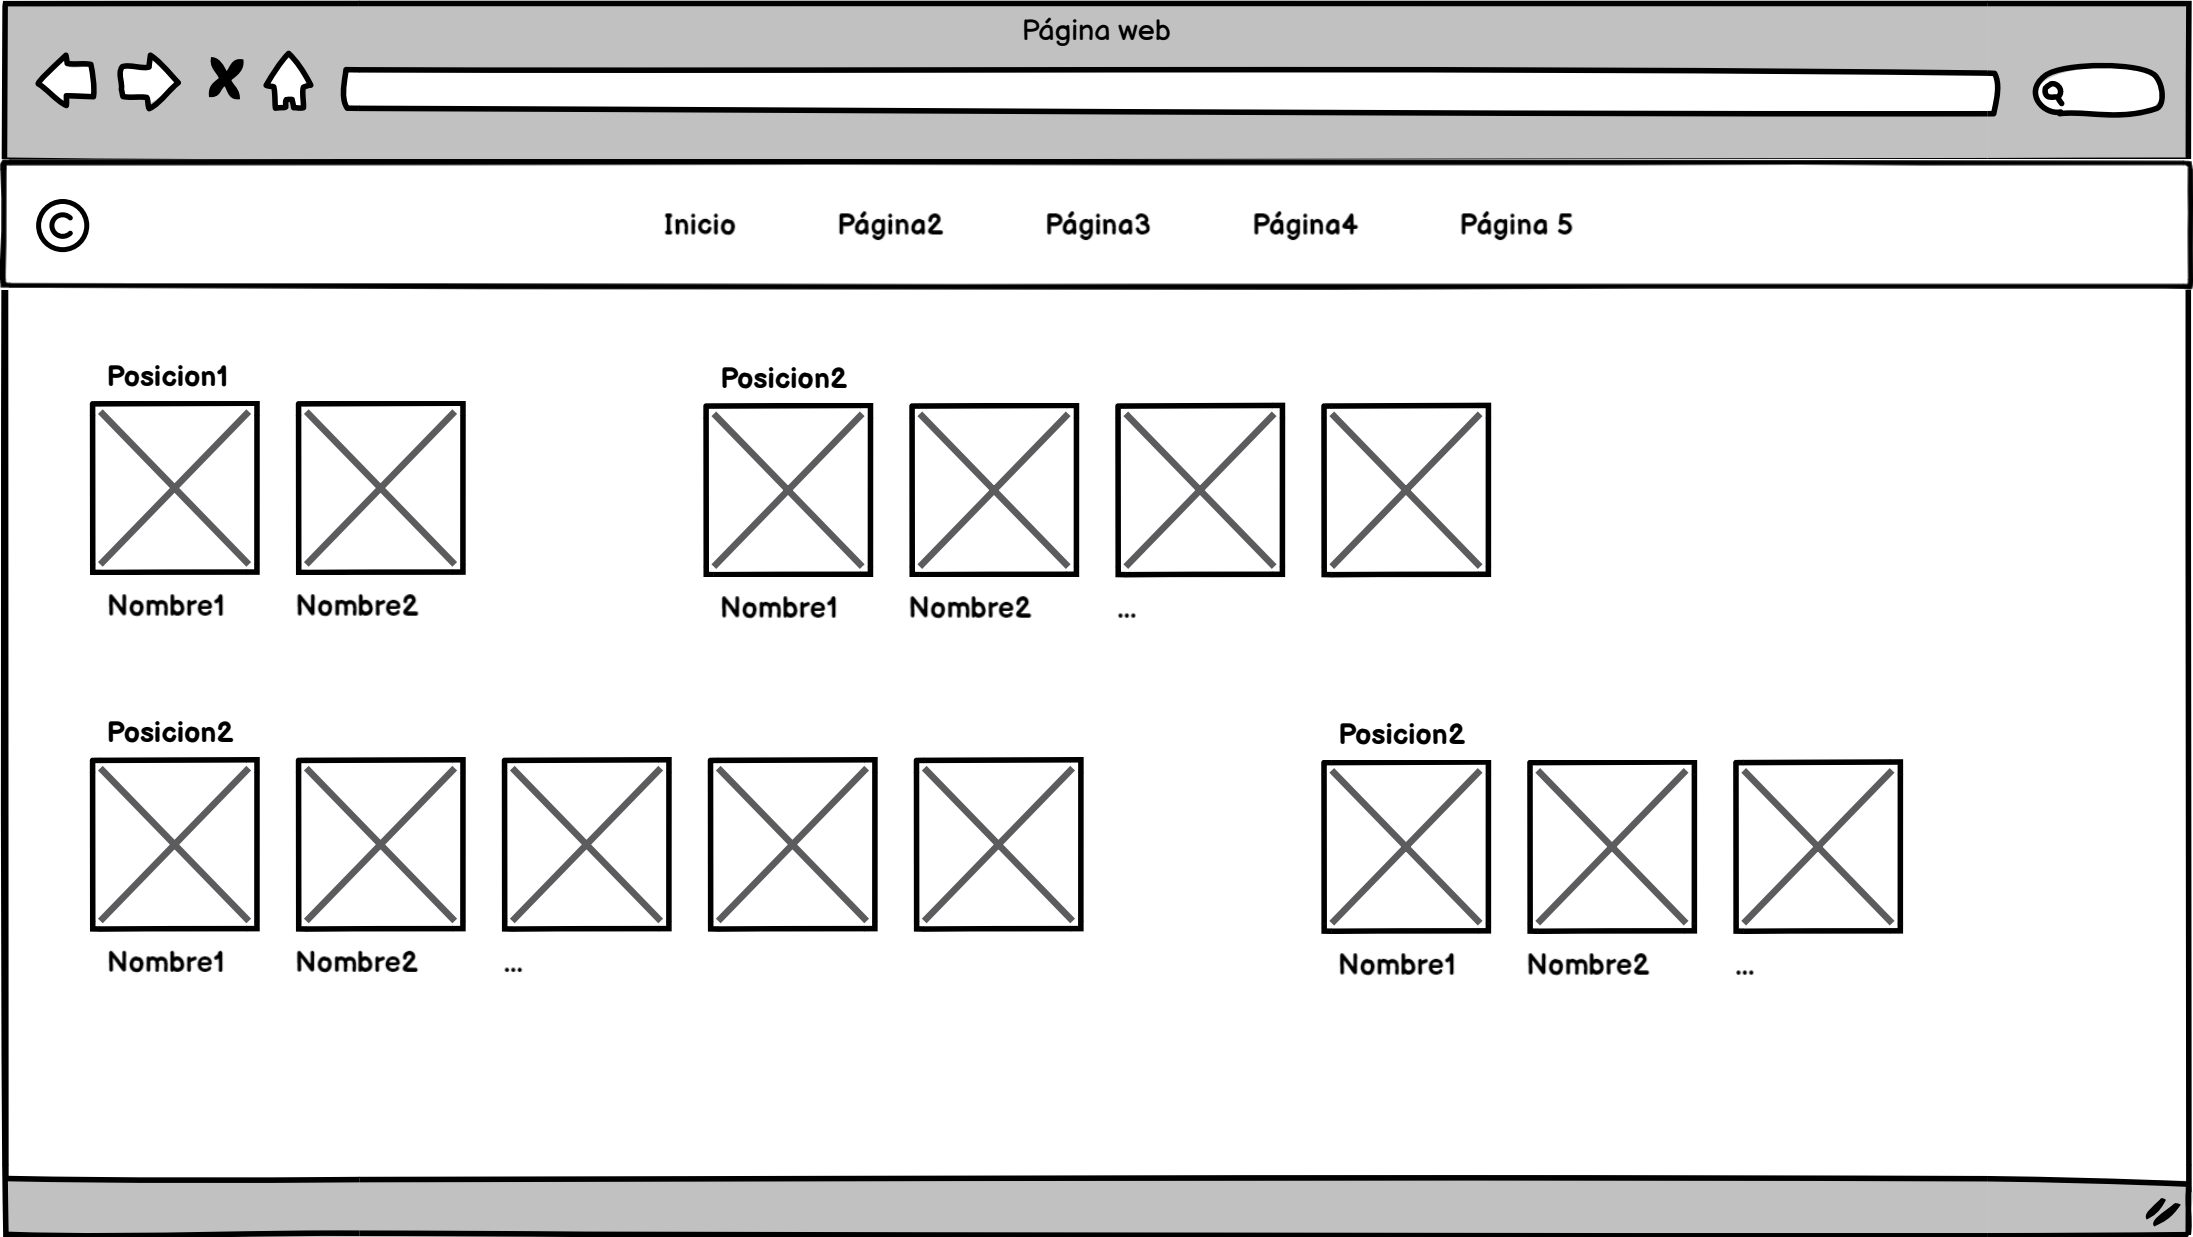 Página web
© Inicio Página2 Página3 Página4 Página 5
Posicion1
Nombre1 Nombre2
Posicion2
Nombre1 Nombre2 ...
Posicion2
Nombre1 Nombre2 ...
Posicion2
Nombre1 Nombre2 ...